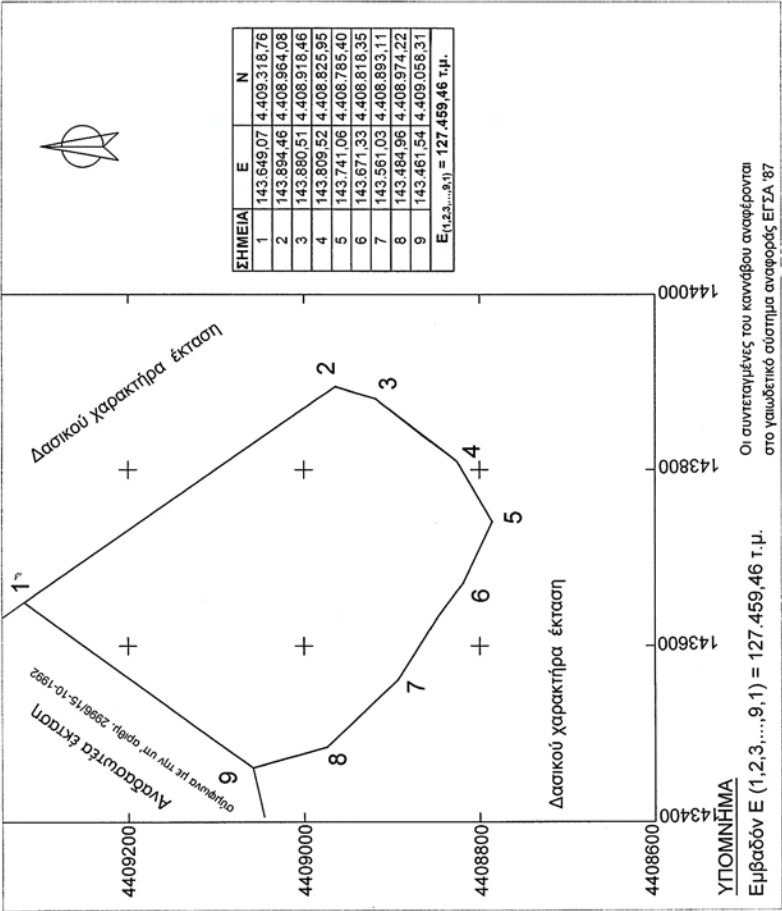 ΣΗΜΕΙΑ E N
1 143.649,07 4.409.318,76
2 143.894,46 4.408.964,08
3 143.880,51 4.408.918,46
4 143.809,52 4.408.825,95
5 143.741,06 4.408.785,40
6 143.671,33 4.408.818,35
7 143.561,03 4.408.893,11
8 143.484,96 4.408.974,22
9 143.461,54 4.409.058,31
E(1,2,3,...,9,1) = 127.459,46 τ.μ.
Δασικού χαρακτήρα έκταση
Αναδασωτέα έκταση
σύμφωνα με την υπ' αριθμ. 2996/15-10-1992
1
2
3
4
5
6
7
8
9
Δασικού χαρακτήρα έκταση
4409200
4409000
4408800
4408600
143400
143600
143800
144000
Οι συντεταγμένες του καννάβου αναφέρονται
στο γαιωδετικό σύστημα αναφοράς ΕΓΣΑ '87
ΥΠΟΜΝΗΜΑ
Εμβαδόν Ε (1,2,3,...,9,1) = 127.459,46 τ.μ.